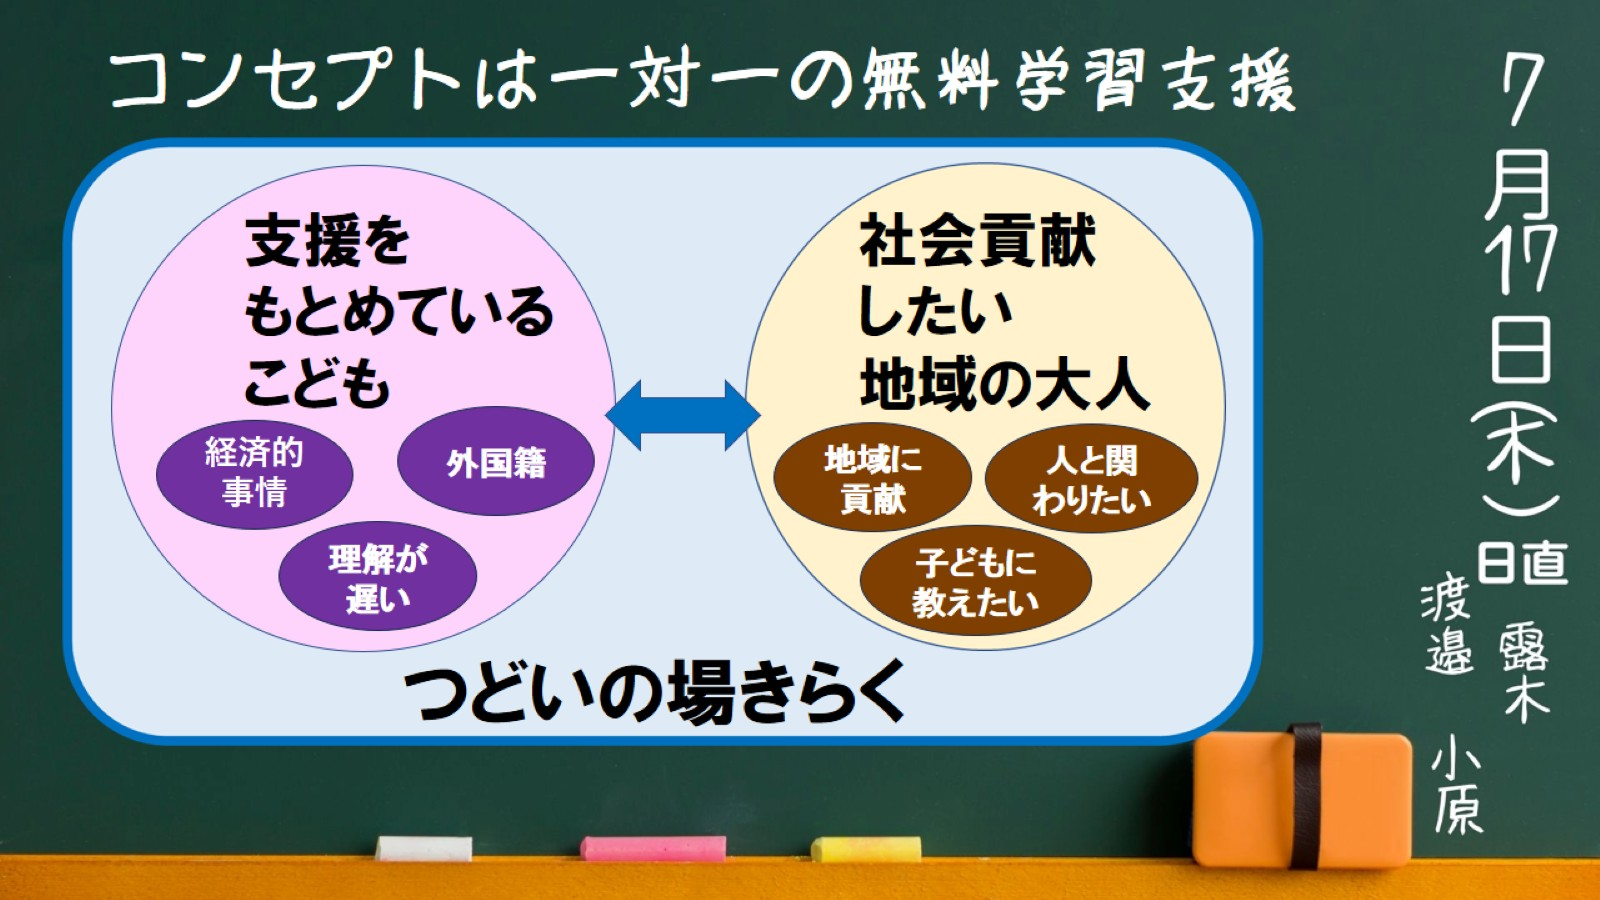 コンセプトは一対一の無料学習支援
支援を
もとめている
こども
経済的
事情
外国籍
理解が
遅い
社会貢献
したい
地域の大人
地域に
貢献
人と関
わりたい
子どもに
教えたい
つどいの場きらく
7月17日(木)
日直
露木
渡邉
小原